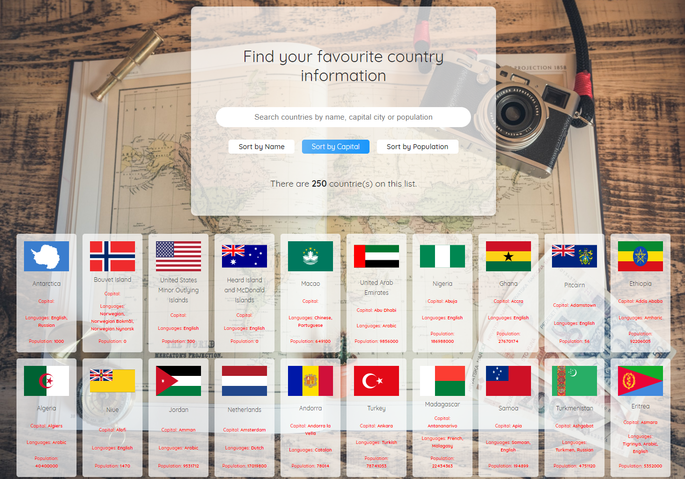 PROJECTION 1858
Find your favourite country
information
Search countries by name, capital city or population
Sort by Name
Sort by Capital
Sort by Population
There are 250 countrie(s) on this list.
Antarctica
Capital:
Languages: English,
Russian
Population: 1000
Bouvet Island
Capital:
Languages:
Norwegian,
Norwegian Bokmål,
Norwegian Nynorsk
Population: 0
United States
Minor Outlying
Islands
Capital:
Languages: English
Population: 300
Heard Island
and McDonald
Islands
Capital:
Languages: English
Population: 0
Macao
Capital:
Languages: Chinese,
Portuguese
Population: 649100
United Arab
Emirates
Capital: Abu Dhabi
Languages: Arabic
Population: 9856000
Nigeria
Capital: Abuja
Languages: English
Population:
186988000
Ghana
Capital: Accra
Languages: English
Population:
27670174
Pitcairn
Capital: Adamstown
Languages: English
Population: 56
Ethiopia
Capital: Addis Ababa
Languages: Amharic
Population:
92206005
MERCATOR'S PROJECTION.
Algeria
Capital: Algiers
Languages: Arabic
Population:
40400000
Niue
Capital: Alofi
Languages: English
Population: 1470
Jordan
Capital: Amman
Languages: Arabic
Population: 9531712
Netherlands
Capital: Amsterdam
Languages: Dutch
Population: 17019800
Andorra
Capital: Andorra la
Vella
Languages: Catalan
Population: 78014
Turkey
Capital: Ankara
Languages: Turkish
Population:
78741053
Madagascar
Capital:
Antananarivo
Languages: French,
Malagasy
Population:
22434363
Samoa
Capital: Apia
Languages: Samoan,
English
Population: 194899
Turkmenistan
Capital: Ashgabat
Languages:
Turkmen, Russian
Population: 4751120
Eritrea
Capital: Asmara
Languages:
Tigrinya, Arabic,
English
Population: 5352000